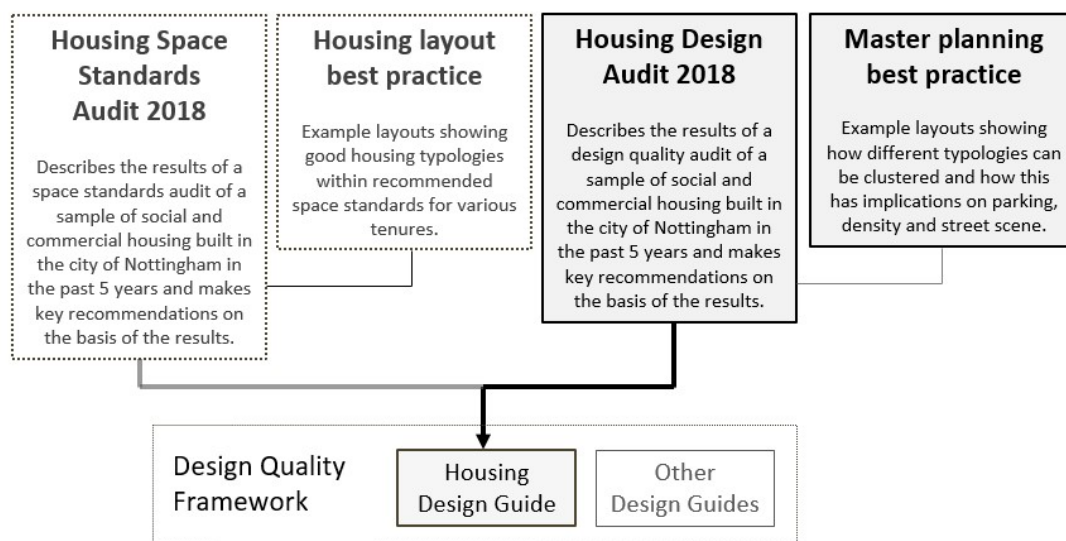 Housing Space
Standards
Audit 2018
Describes the results of a
space standards audit of a
sample of social and
commercial housing built in
the city of Nottingham in
the past 5 years and makes
key recommendations on
the basis of the results.
Housing layout
best practice
Example layouts showing
good housing typologies
within recommended
space standards for various
tenures.
Housing Design
Audit 2018
Describes the results of a
design quality audit of a
sample of social and
commercial housing built in
the city of Nottingham in the
past 5 years and makes
key recommendations on
the basis of the results.
Master planning
best practice
Example layouts showing
how different typologies can
be clustered and how this
has implications on parking,
density and street scene.
Design Quality
Framework
Housing
Design Guide
Other
Design Guides